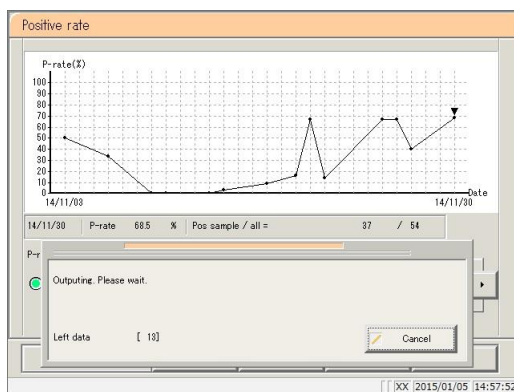 Positive rate
P-rate(%)
100
90
80
70
60
50
40
30
20
10
0
Date
14/11/03 14/11/30
14/11/30 P-rate 68.5 % Pos sample / all = 37 / 54
P-r
Outputing. Please wait.
Left data [ 13]
Cancel
XX 2015/01/05 14:57:52